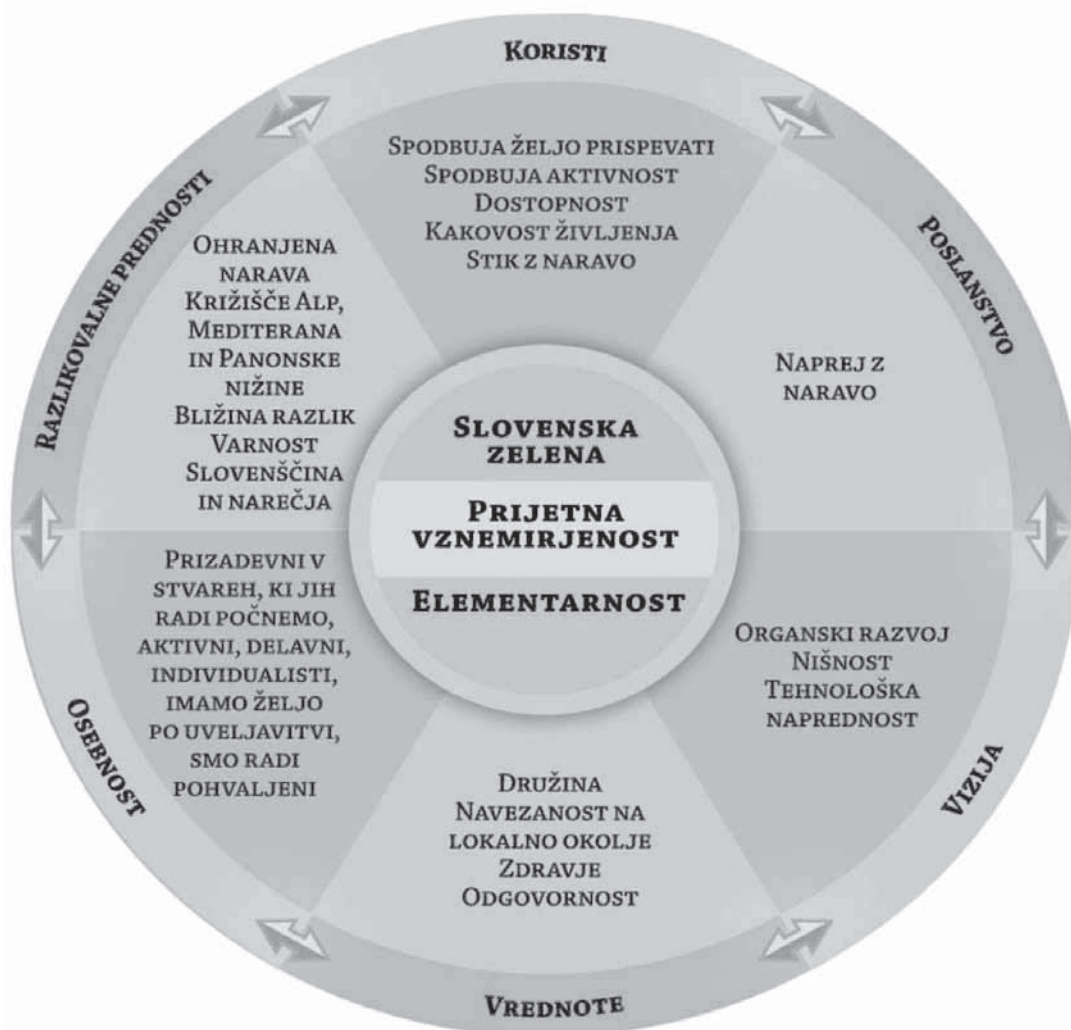 Koristi
Spodbuja željo prispevati
Spodbuja aktivnost
Dostopnost
Kakovost življenja
Stik z naravo
Poslanstvo
Naprej z
naravo
Vizija
Organski razvoj
Nišnost
Tehnološka
naprednost
Vrednote
Družina
Navezanost na
lokalno okolje
Zdravje
Odgovornost
Osebnost
Prizadevni v
stvareh, ki jih
radi počnemo,
aktivni, delavni,
individualisti,
imamo željo
po uveljavitvi,
smo radi
pohvaljeni
Razlikovalne prednosti
Ohranjena
narava
Križišče Alp,
Mediterana
in Panonske
nižine
Bližina razlik
Varnost
Slovenščina
in narečja
Slovenska
zelena
Prijetna
vznemirjenost
Elementarnost